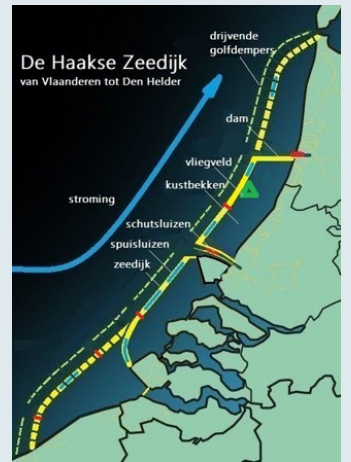 De Haakse Zeedijk
van Vlaanderen tot Den Helder
drijvende
golfdempers
dam
vliegveld
kustbekken
stroming
schutsluizen
spuisluizen
zeedijk